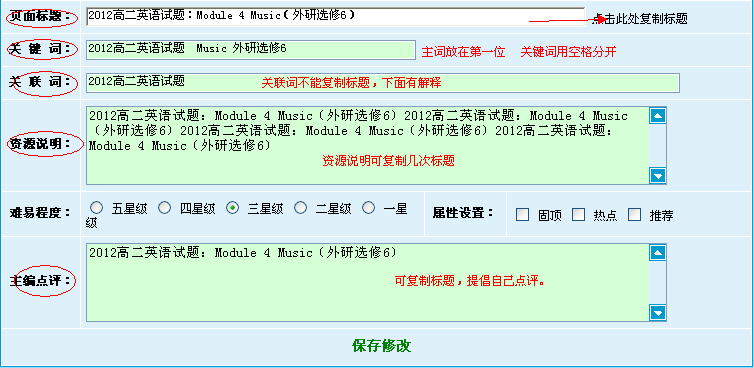 页面标题： 2012高二英语试题：Module 4 Music（外研选修6） 点击此处复制标题
关 键 词： 2012高二英语试题 Music 外研选修6 主词放在第一位 关键词用空格分开
关 联 词： 2012高二英语试题 关联词不能复制标题，下面有解释
2012高二英语试题：Module 4 Music（外研选修6）2012高二英语试题：Module 4 Music
资源说明：（外研选修6）2012高二英语试题：Module 4 Music（外研选修6）2012高二英语试题：
Module 4 Music（外研选修6）
资源说明可复制几次标题
难易程度： 五星级 四星级 三星级 二星级 一星 属性设置： 固顶 热点 推荐
级
2012高二英语试题：Module 4 Music（外研选修6）
主编点评： 可复制标题，提倡自己点评。
保存修改